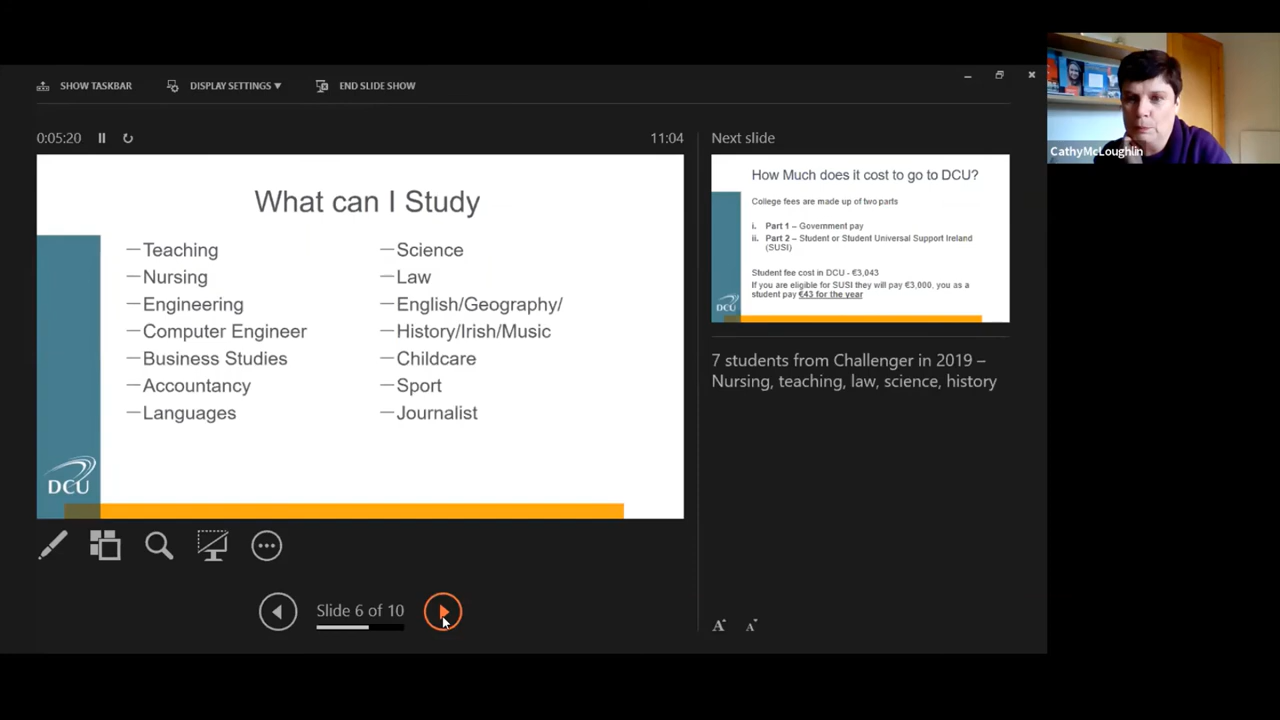 SHOW TASKBAR
DISPLAY SETTINGS ▼
END SLIDE SHOW
0:05:20
11:04
What can I Study
— Teaching
— Nursing
— Engineering
— Computer Engineer
— Business Studies
— Accountancy
— Languages
— Science
— Law
— English/Geography/
— History/Irish/Music
— Childcare
— Sport
— Journalist
DCU
Slide 6 of 10
Next slide
How Much does it cost to go to DCU?
College fees are made up of two parts
i. Part 1 – Government pay
ii. Part 2 – Student or Student Universal Support Ireland
(SUSI)
Student fee cost in DCU - €3,043
If you are eligible for SUSI they will pay €3,000, you as a
student pay €43 for the year
DCU
7 students from Challenger in 2019 –
Nursing, teaching, law, science, history
A A
CathyMcLoughlin